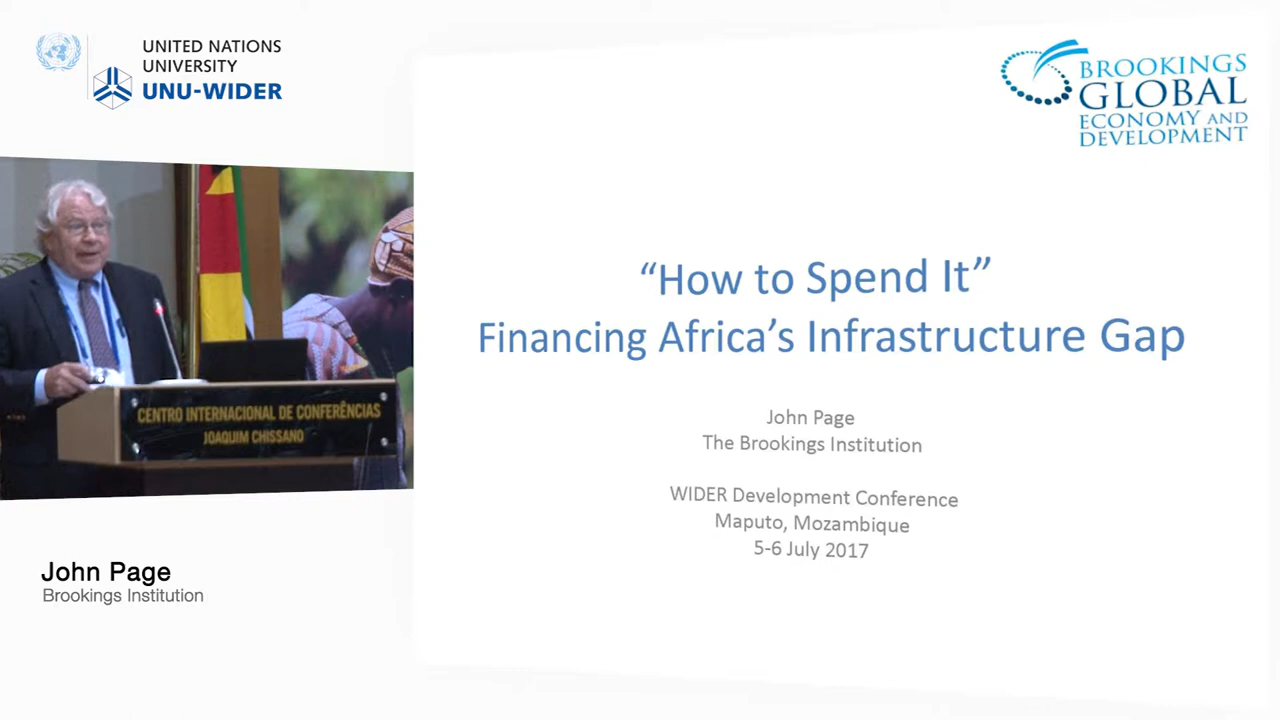 UNITED NATIONS
UNIVERSITY
UNU-WIDER
BROOKINGS
GLOBAL
ECONOMY AND
DEVELOPMENT
“How to Spend It”
Financing Africa’s Infrastructure Gap
John Page
The Brookings Institution
WIDER Development Conference
Maputo, Mozambique
5-6 July 2017
CENTRO INTERNACIONAL DE CONFERÊNCIAS
JOAQUIM CHISSANO
John Page
Brookings Institution